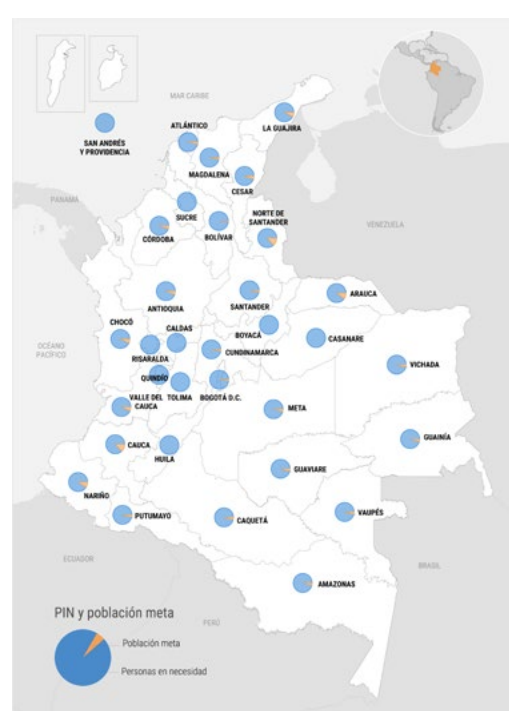 MAR CARIBE
ATLÁNTICO
LA GUAJIRA
SAN ANDRÉS
Y PROVIDENCIA
MAGDALENA
CESAR
PANAMA
SUCRE
NORTE DE
SANTANDER
VENEZUELA
CÓRDOBA
BOLÍVAR
ANTIOQUIA
SANTANDER
ARAUCA
CHOCÓ
CALDAS
BOYACÁ
CASANARE
OCÉANO
PACÍFICO
RISARALDA
CUNDINAMARCA
VICHADA
QUINDÍO
VALLE DEL
CAUCA
TOLIMA
BOGOTÁ D.C.
META
CAUCA
HUILA
GUAINÍA
GUAVIARE
NARIÑO
PUTUMAYO
CAQUETÁ
VAUPÉS
ECUADOR
BRASIL
AMAZONAS
PIN y población meta
PERÚ
Población meta
Personas en necesidad